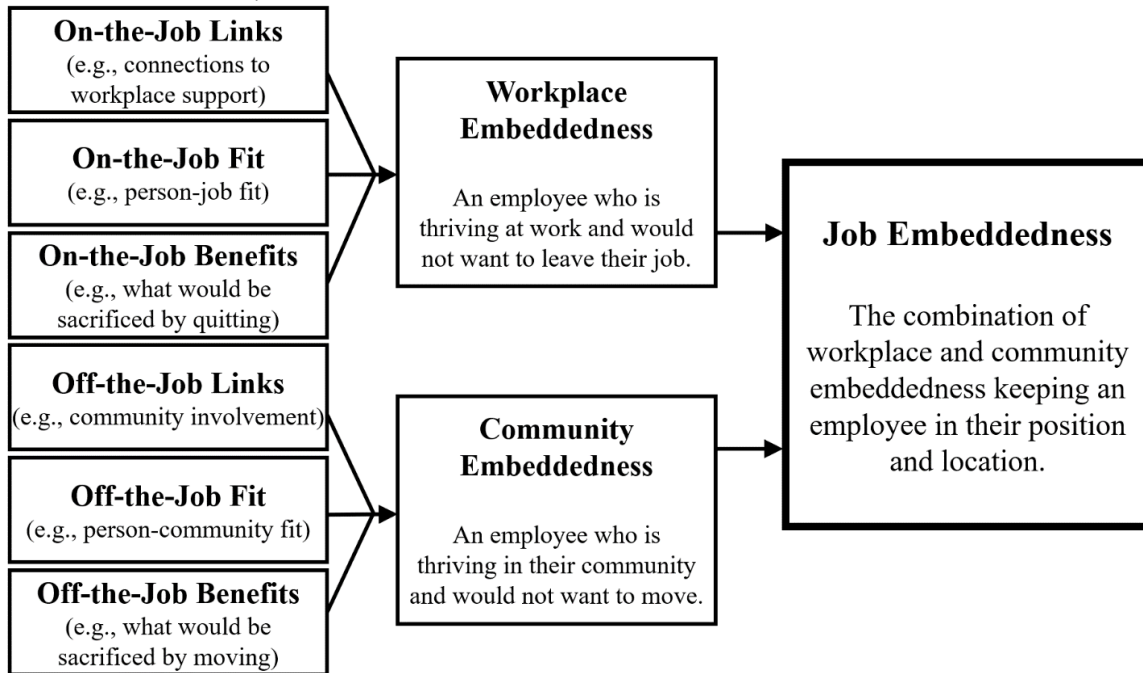 On-the-Job Links
(e.g., connections to
workplace support)
On-the-Job Fit
(e.g., person-job fit)
On-the-Job Benefits
(e.g., what would be
sacrificed by quitting)
Off-the-Job Links
(e.g., community involvement)
Off-the-Job Fit
(e.g., person-community fit)
Off-the-Job Benefits
(e.g., what would be
sacrificed by moving)
Workplace
Embeddedness
An employee who is
thriving at work and would
not want to leave their job.
Community
Embeddedness
An employee who is
thriving in their community
and would not want to move.
Job Embeddedness
The combination of
workplace and community
embeddedness keeping an
employee in their position
and location.